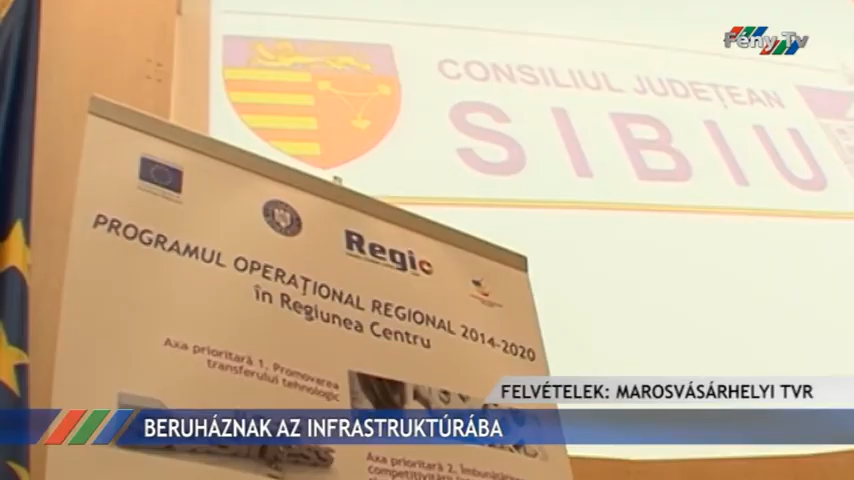 Fény Tv
CONSILIUL JUDEȚEAN
SIBIU
Regio
PROGRAMUL OPERAȚIONAL REGIONAL 2014-2020
în Regiunea Centru
Axa prioritară 1. Promovarea
transferului tehnologic
FELVÉTELEK: MAROSVÁSÁRHELYI TVR
BERUHÁZNAK AZ INFRASTRUKTÚRÁBA
Axa prioritară 2.